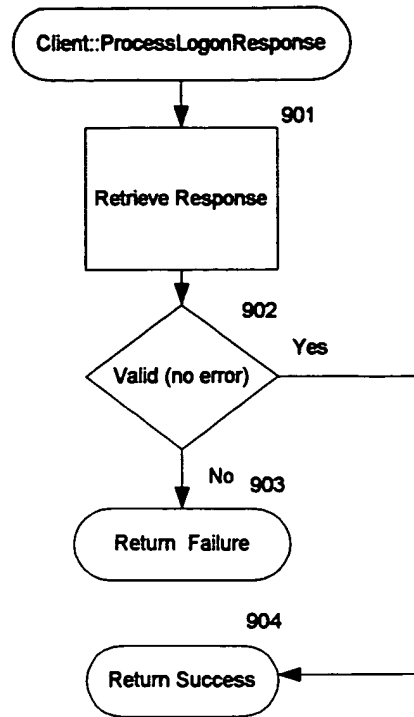 Client::ProcessLogonResponse
901
Retrieve Response
902
Yes
Valid (no error)
No
903
Return Failure
904
Return Success